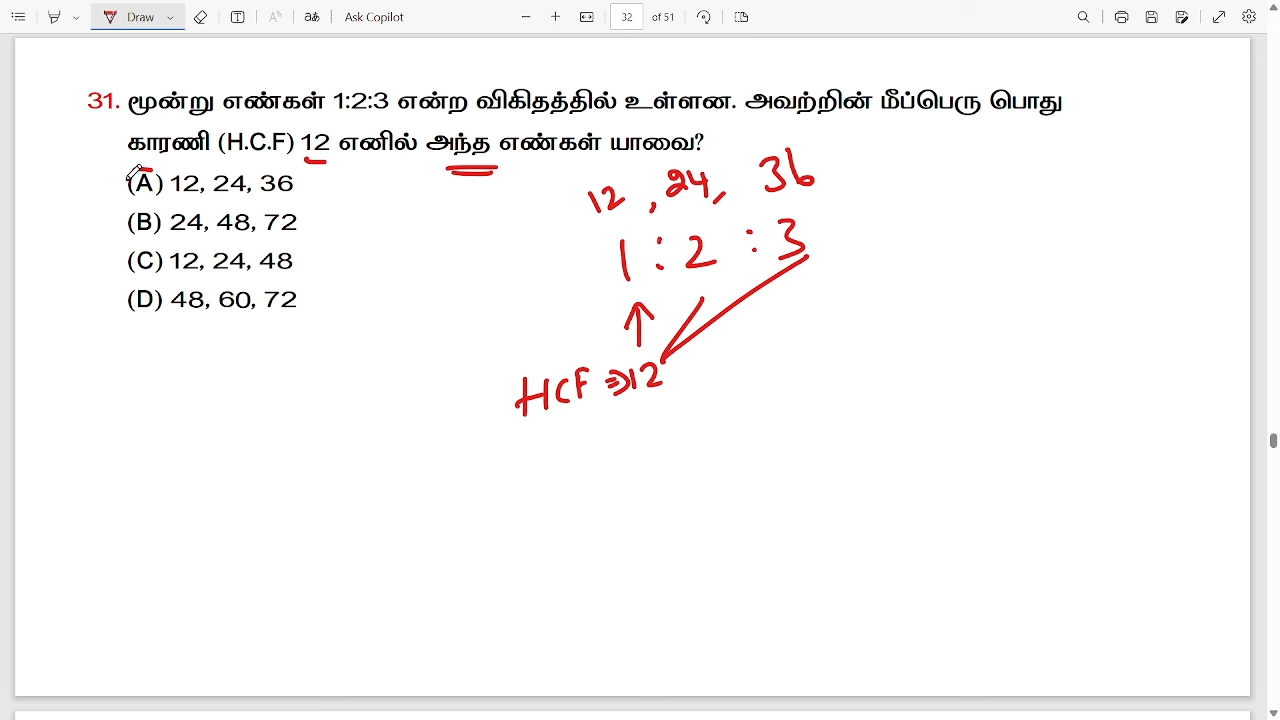 Draw
Ask Copilot
32 of 51
31. மூன்று எண்கள் 1:2:3 என்ற விகிதத்தில் உள்ளன. அவற்றின் மீப்பெரு பொது
காரணி (H.C.F) 12 எனில் அந்த எண்கள் யாவை?
(A) 12, 24, 36
(B) 24, 48, 72
(C) 12, 24, 48
(D) 48, 60, 72
12, 24, 36
1 : 2 : 3
HCF ⇒ 12